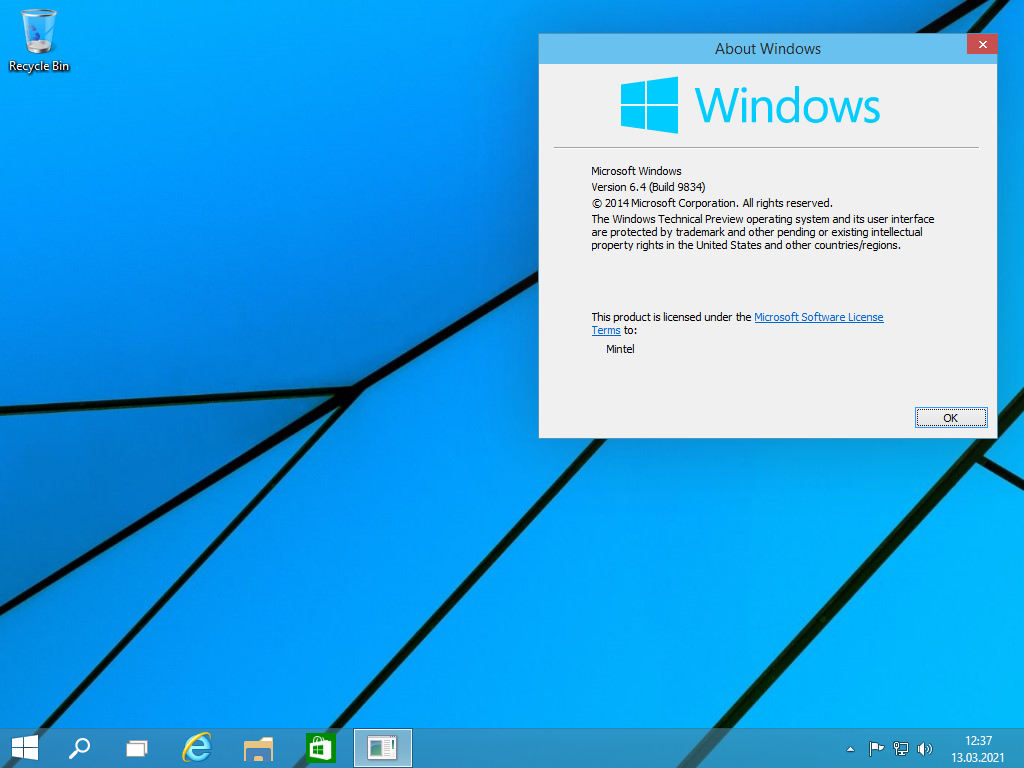 Recycle Bin
About Windows
Windows
Microsoft Windows
Version 6.4 (Build 9834)
© 2014 Microsoft Corporation. All rights reserved.
The Windows Technical Preview operating system and its user interface
are protected by trademark and other pending or existing intellectual
property rights in the United States and other countries/regions.
This product is licensed under the Microsoft Software License
Terms to:
Mintel
OK
12:37
13.03.2021